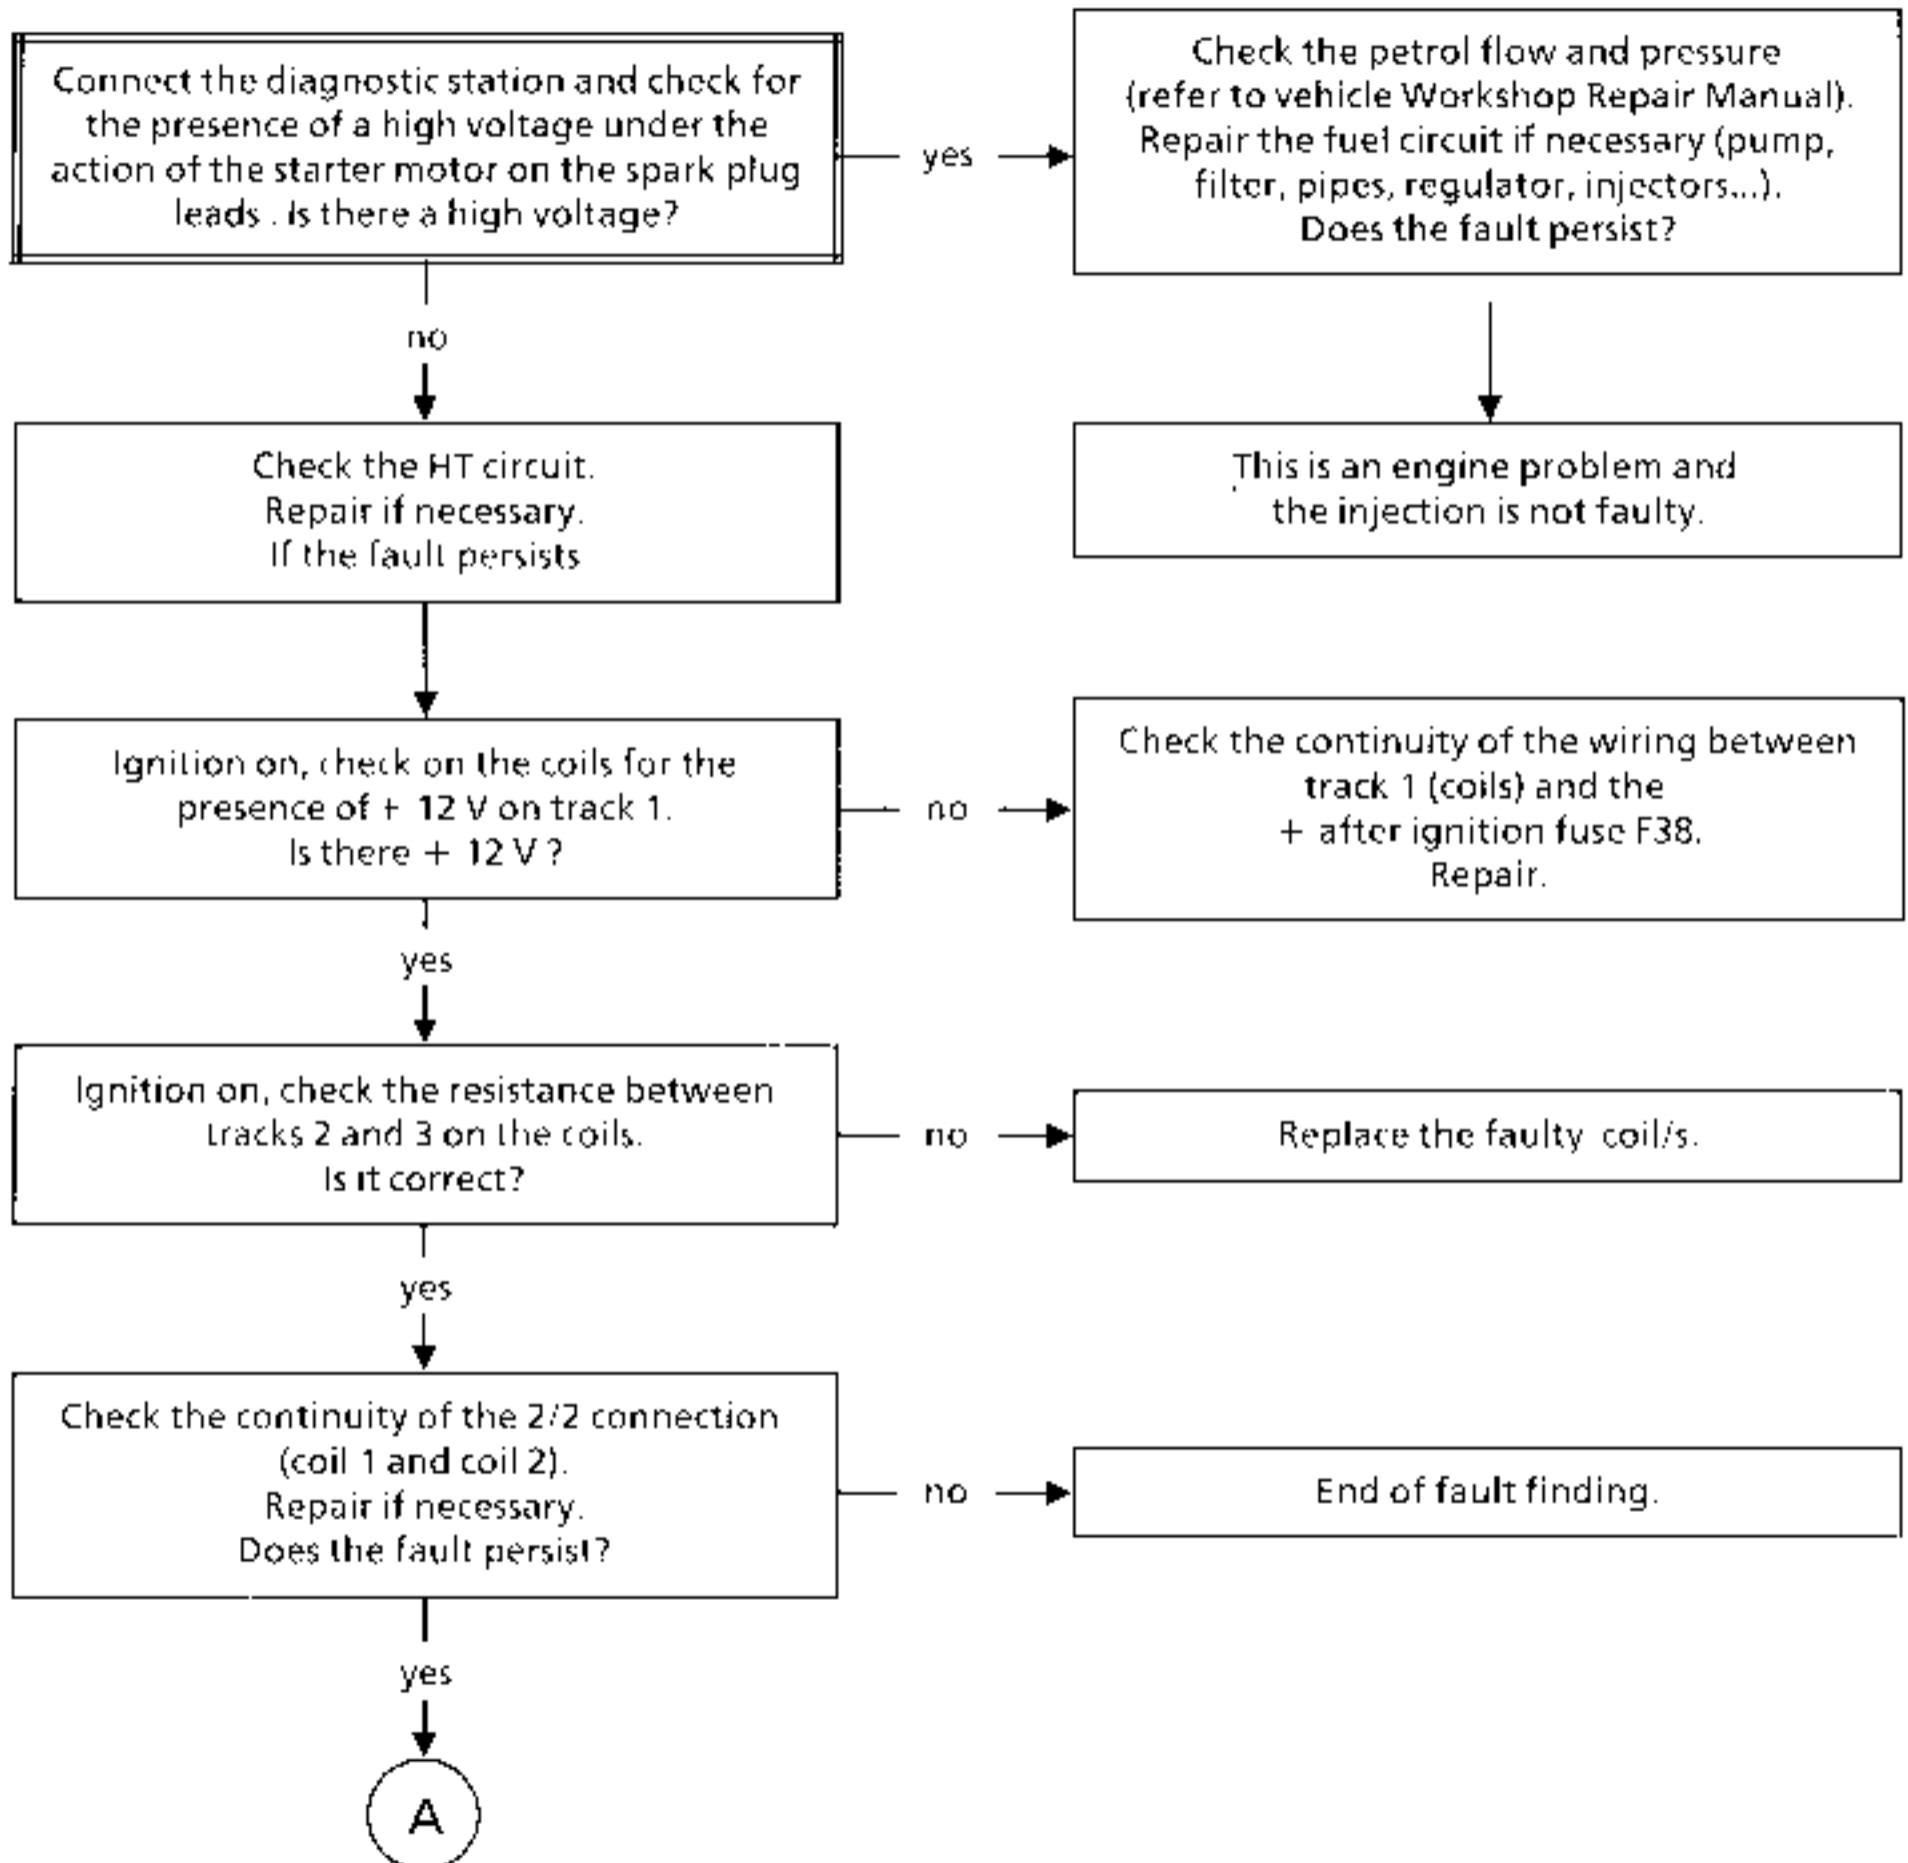 Connect the diagnostic station and check for
the presence of a high voltage under the
action of the starter motor on the spark plug
leads . Is there a high voltage?
yes
Check the petrol flow and pressure
(refer to vehicle Workshop Repair Manual).
Repair the fuel circuit if necessary (pump,
filter, pipes, regulator, injectors...).
Does the fault persist?
no
Check the HT circuit.
Repair if necessary.
If the fault persists
This is an engine problem and
the injection is not faulty.
Ignition on, check on the coils for the
presence of + 12 V on track 1.
Is there + 12 V ?
no
Check the continuity of the wiring between
track 1 (coils) and the
+ after ignition fuse F38.
Repair.
yes
Ignition on, check the resistance between
tracks 2 and 3 on the coils.
Is it correct?
no
Replace the faulty coil/s.
yes
Check the continuity of the 2/2 connection
(coil 1 and coil 2).
Repair if necessary.
Does the fault persist?
no
End of fault finding.
yes
A